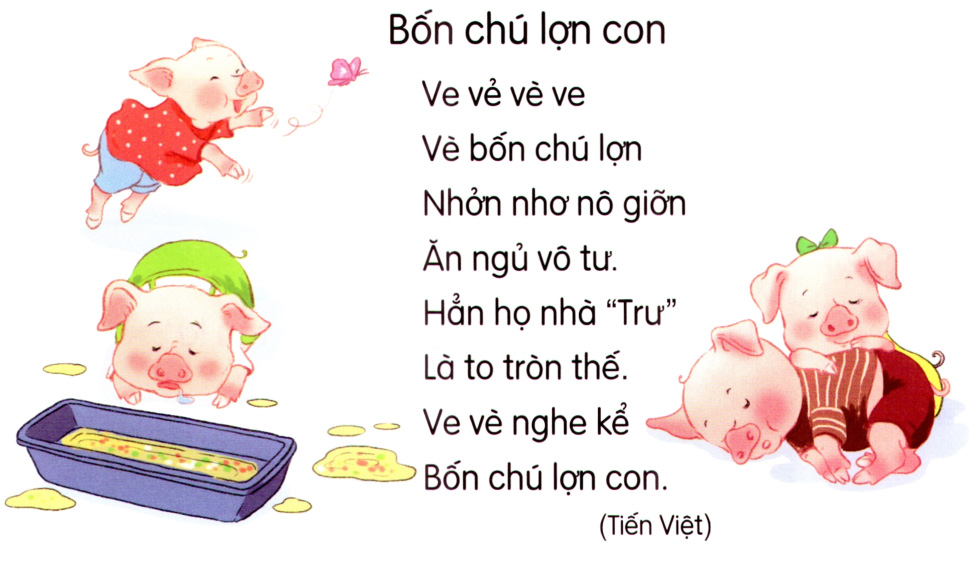 Bốn chú lợn con
Ve vẻ vè ve
Vè bốn chú lợn
Nhởn nhơ nô giỡn
Ăn ngủ vô tư.
Hẳn họ nhà “Trư”
Là to tròn thế.
Ve vè nghe kể
Bốn chú lợn con.
(Tiến Việt)